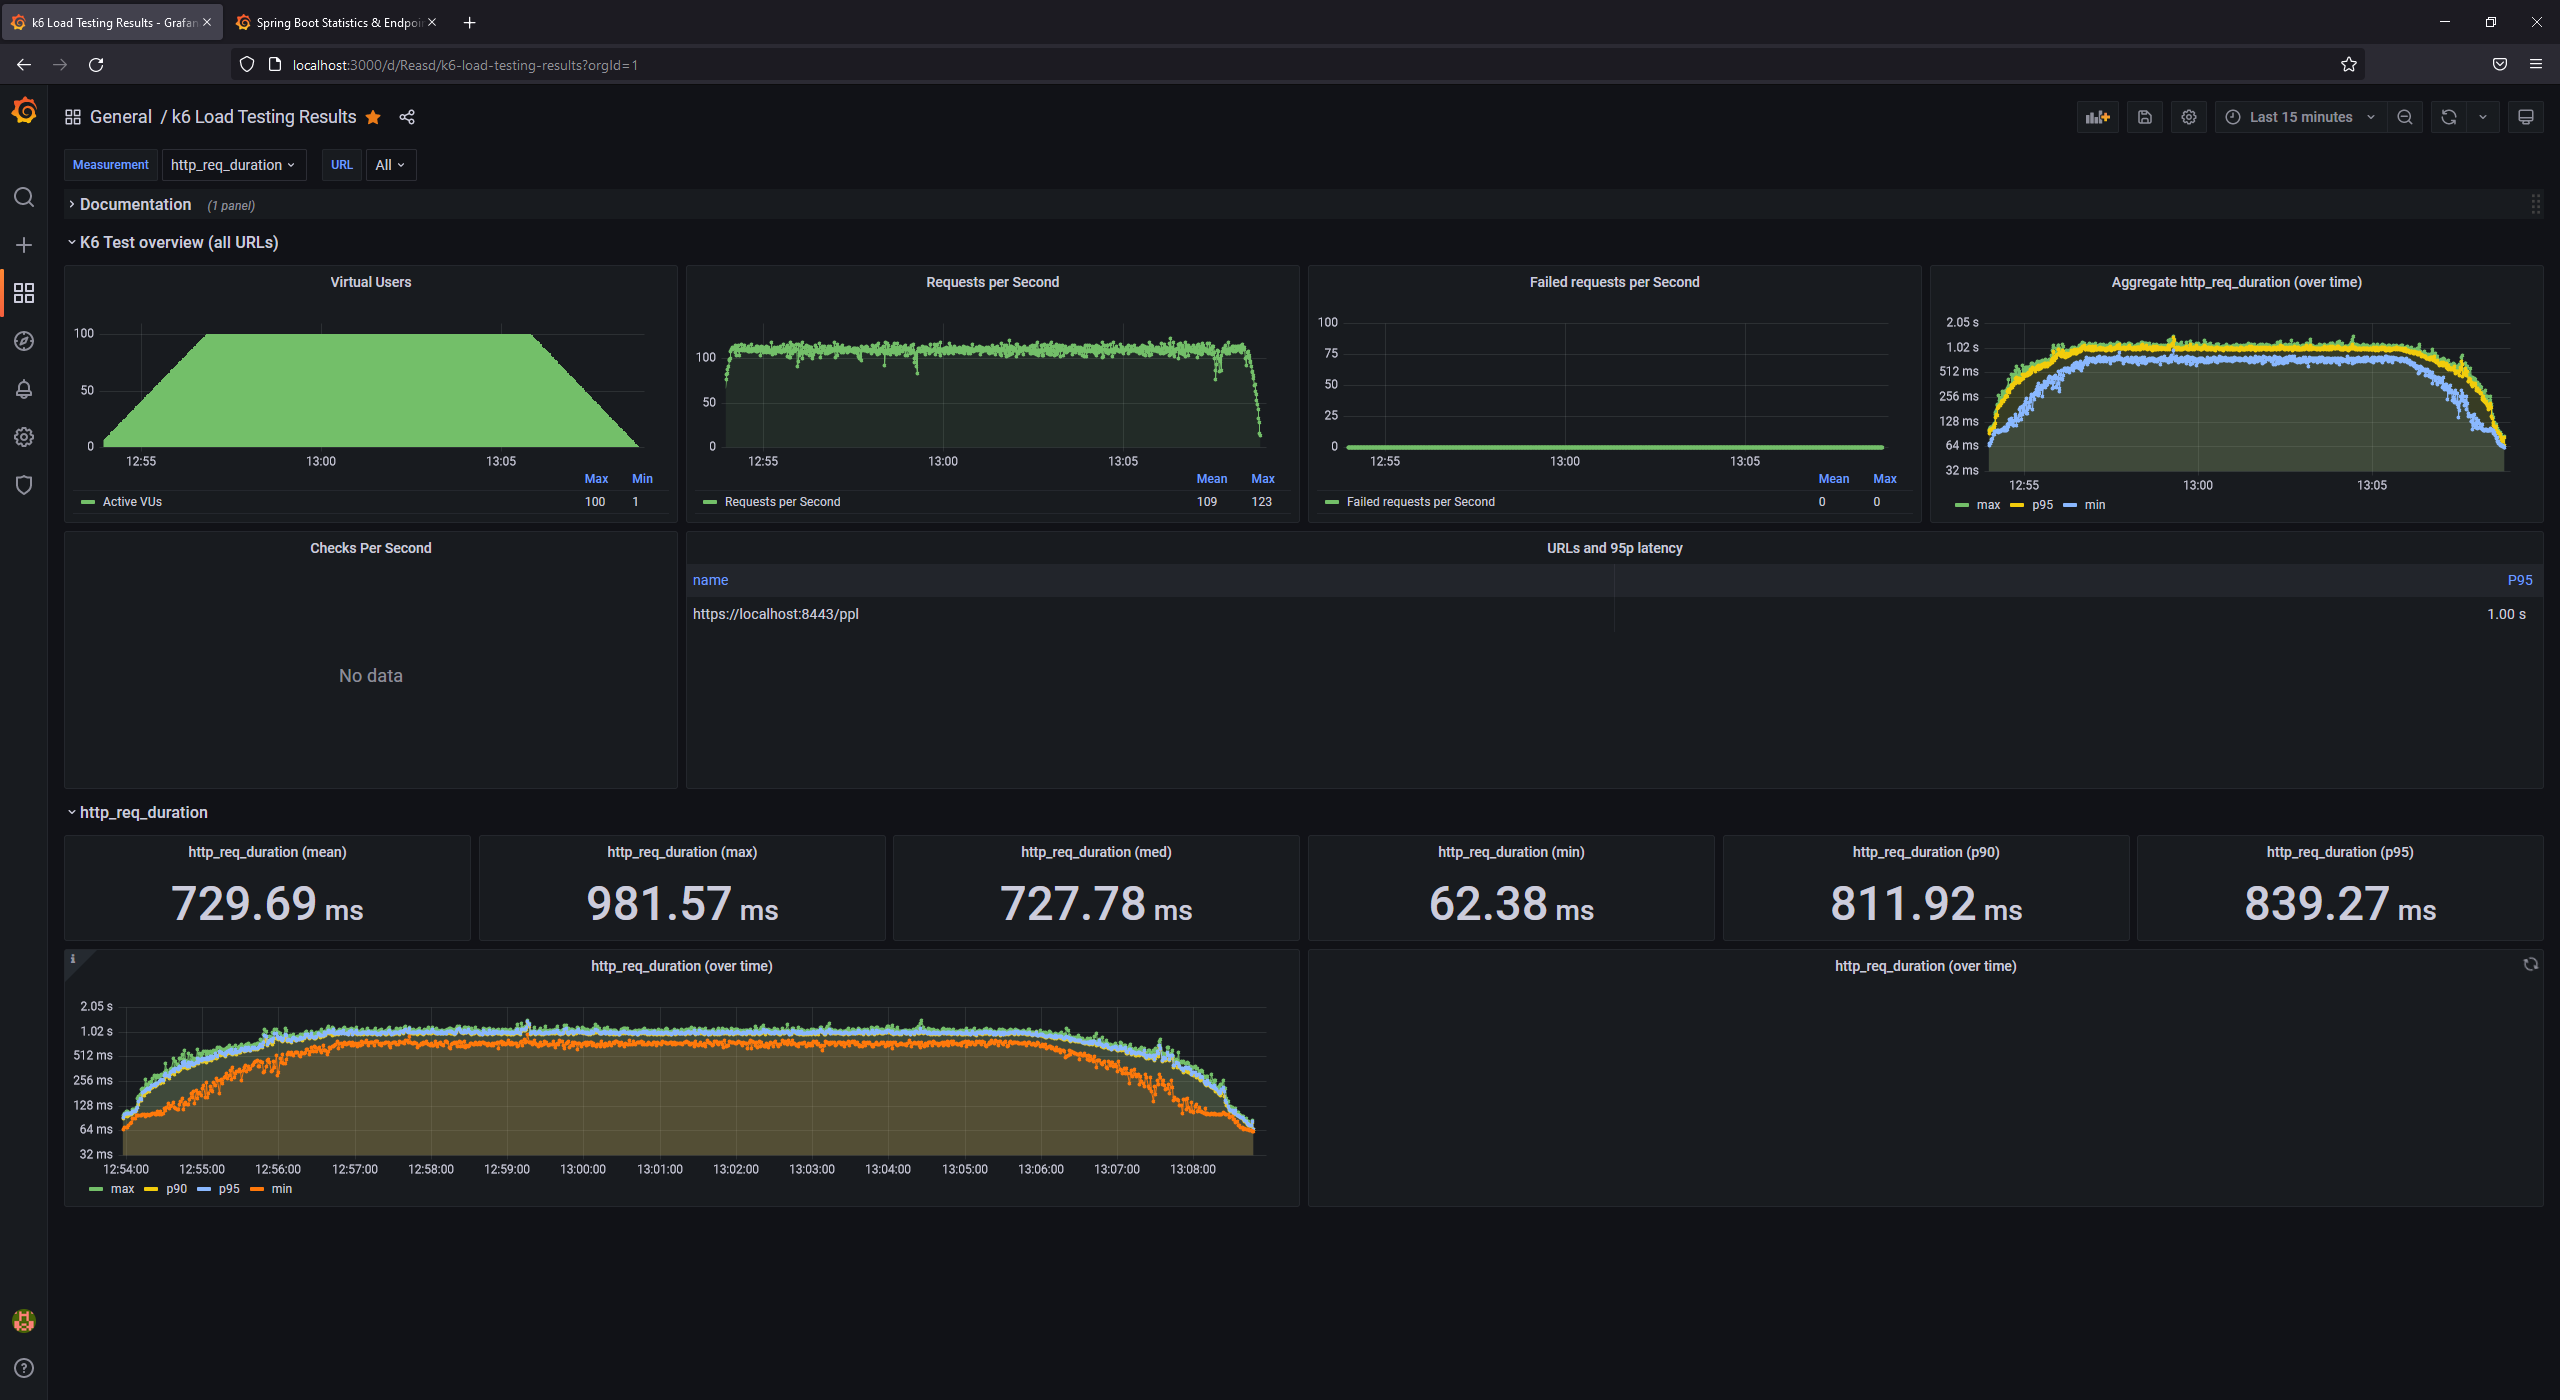 k6 Load Testing Results - Grafan
Spring Boot Statistics & Endpoi
localhost:3000/d/Reasd/k6-load-testing-results?orgId=1
General / k6 Load Testing Results
Last 15 minutes
Measurement http_req_duration URL All
Documentation (1 panel)
K6 Test overview (all URLs)
Virtual Users
100
50
0
12:55 13:00 13:05
Max Min
Active VUs 100 1
Requests per Second
100
50
0
12:55 13:00 13:05
Mean Max
Requests per Second 109 123
Failed requests per Second
100
75
50
25
0
12:55 13:00 13:05
Mean Max
Failed requests per Second 0 0
Aggregate http_req_duration (over time)
2.05 s
1.02 s
512 ms
256 ms
128 ms
64 ms
32 ms
12:55 13:00 13:05
max p95 min
Checks Per Second
No data
URLs and 95p latency
name P95
https://localhost:8443/ppl 1.00 s
http_req_duration
http_req_duration (mean)
729.69 ms
http_req_duration (max)
981.57 ms
http_req_duration (med)
727.78 ms
http_req_duration (min)
62.38 ms
http_req_duration (p90)
811.92 ms
http_req_duration (p95)
839.27 ms
http_req_duration (over time)
2.05 s
1.02 s
512 ms
256 ms
128 ms
64 ms
32 ms
12:54:00 12:55:00 12:56:00 12:57:00 12:58:00 12:59:00 13:00:00 13:01:00 13:02:00 13:03:00 13:04:00 13:05:00 13:06:00 13:07:00 13:08:00
max p90 p95 min
http_req_duration (over time)